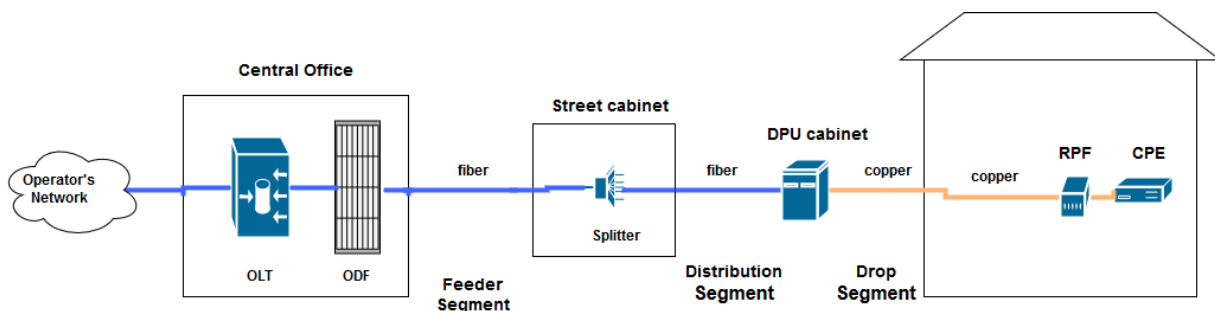 Central Office
Street cabinet
DPU cabinet
RPF
CPE
Operator's
Network
fiber
fiber
copper
copper
Splitter
OLT
ODF
Feeder
Segment
Distribution
Segment
Drop
Segment